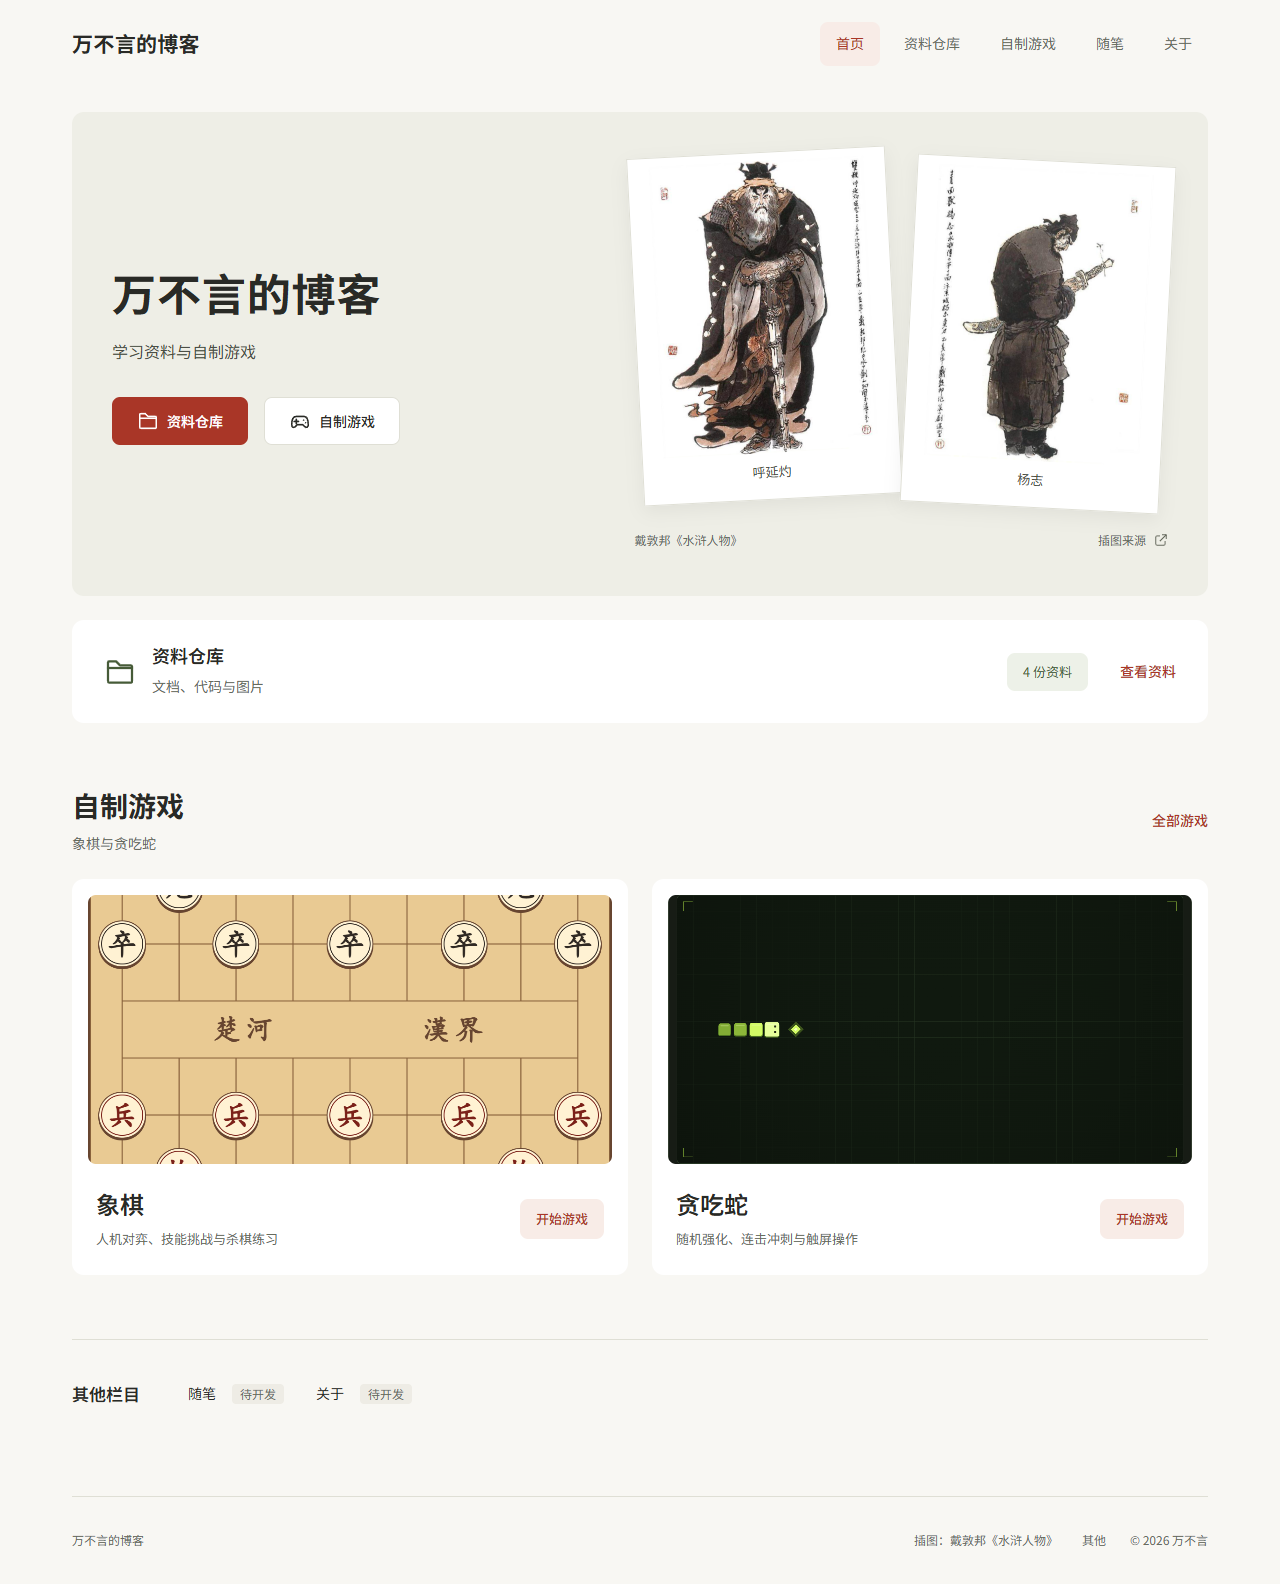 万不言的博客
首页 资料仓库 自制游戏 随笔 关于
万不言的博客
学习资料与自制游戏
资料仓库 自制游戏
呼延灼
杨志
戴敦邦《水浒人物》 插图来源
资料仓库
文档、代码与图片
4 份资料 查看资料
自制游戏
象棋与贪吃蛇
全部游戏
卒 卒 卒 卒 卒
楚河 漢界
兵 兵 兵 兵 兵
象棋
人机对弈、技能挑战与杀棋练习
开始游戏
贪吃蛇
随机强化、连击冲刺与触屏操作
开始游戏
其他栏目 随笔 待开发 关于 待开发
万不言的博客 插图：戴敦邦《水浒人物》 其他 © 2026 万不言